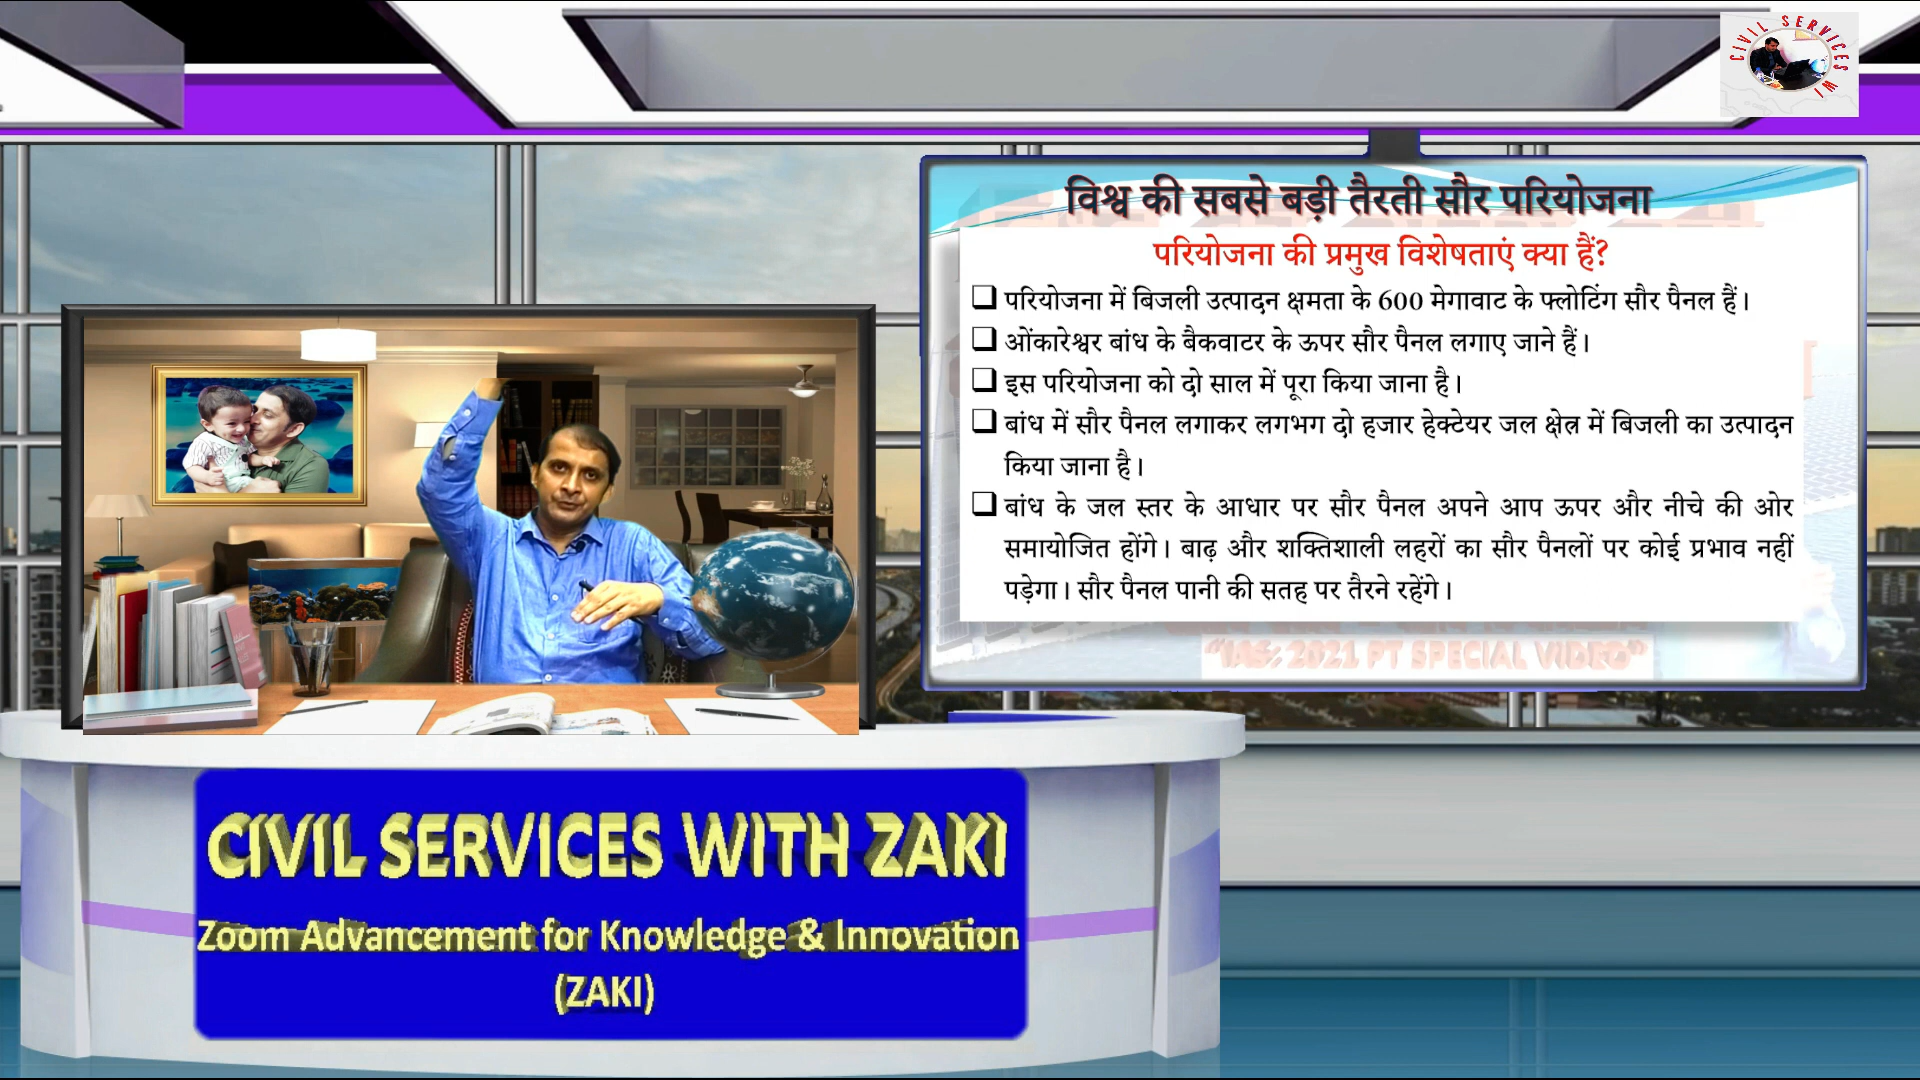 CIVIL SERVICES WI
विश्व की सबसे बड़ी तैरती सौर परियोजना
परियोजना की प्रमुख विशेषताएं क्या हैं?
परियोजना में बिजली उत्पादन क्षमता के 600 मेगावाट के फ्लोटिंग सौर पैनल हैं।
ओंकारेश्वर बांध के बैकवाटर के ऊपर सौर पैनल लगाए जाने हैं।
इस परियोजना को दो साल में पूरा किया जाना है।
बांध में सौर पैनल लगाकर लगभग दो हजार हेक्टेयर जल क्षेत्र में बिजली का उत्पादन
किया जाना है।
बांध के जल स्तर के आधार पर सौर पैनल अपने आप ऊपर और नीचे की ओर
समायोजित होंगे। बाढ़ और शक्तिशाली लहरों का सौर पैनलों पर कोई प्रभाव नहीं
पड़ेगा। सौर पैनल पानी की सतह पर तैरने रहेंगे।
"IAS: 2021 PT SPECIAL VIDEO"
CIVIL SERVICES WITH ZAKI
Zoom Advancement for Knowledge & Innovation
(ZAKI)